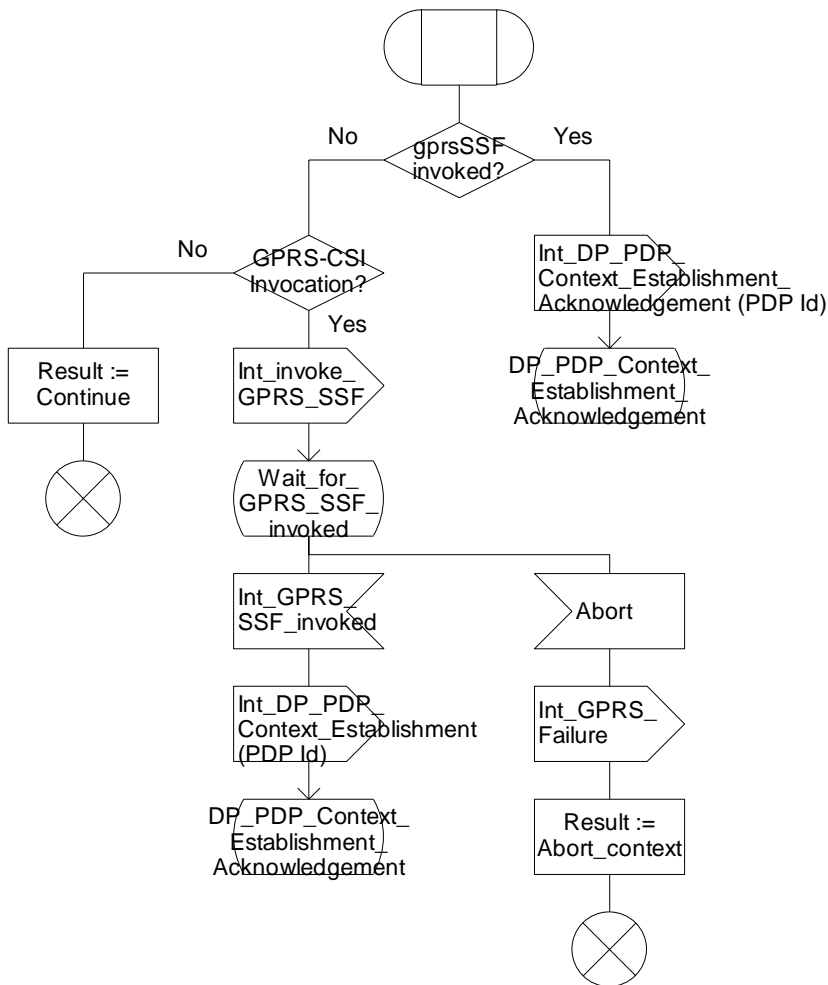 No
gprsSSF
invoked?
Yes
No
GPRS-CSI
Invocation?
Yes
Int_DP_PDP_
Context_Establishment_
Acknowledgement (PDP Id)
Result :=
Continue
Int_invoke_
GPRS_SSF
DP_PDP_Context_
Establishment_
Acknowledgement
Wait_for_
GPRS_SSF_
invoked
Int_GPRS_
SSF_invoked
Abort
Int_DP_PDP_
Context_Establishment
(PDP Id)
Int_GPRS_
Failure
DP_PDP_Context_
Establishment_
Acknowledgement
Result :=
Abort_context